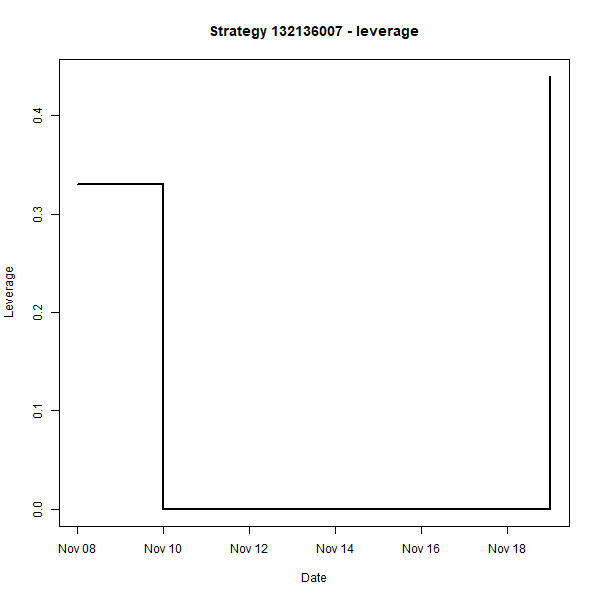 Strategy 132136007 - leverage
Leverage
0.4
0.3
0.2
0.1
0.0
Nov 08 Nov 10 Nov 12 Nov 14 Nov 16 Nov 18
Date